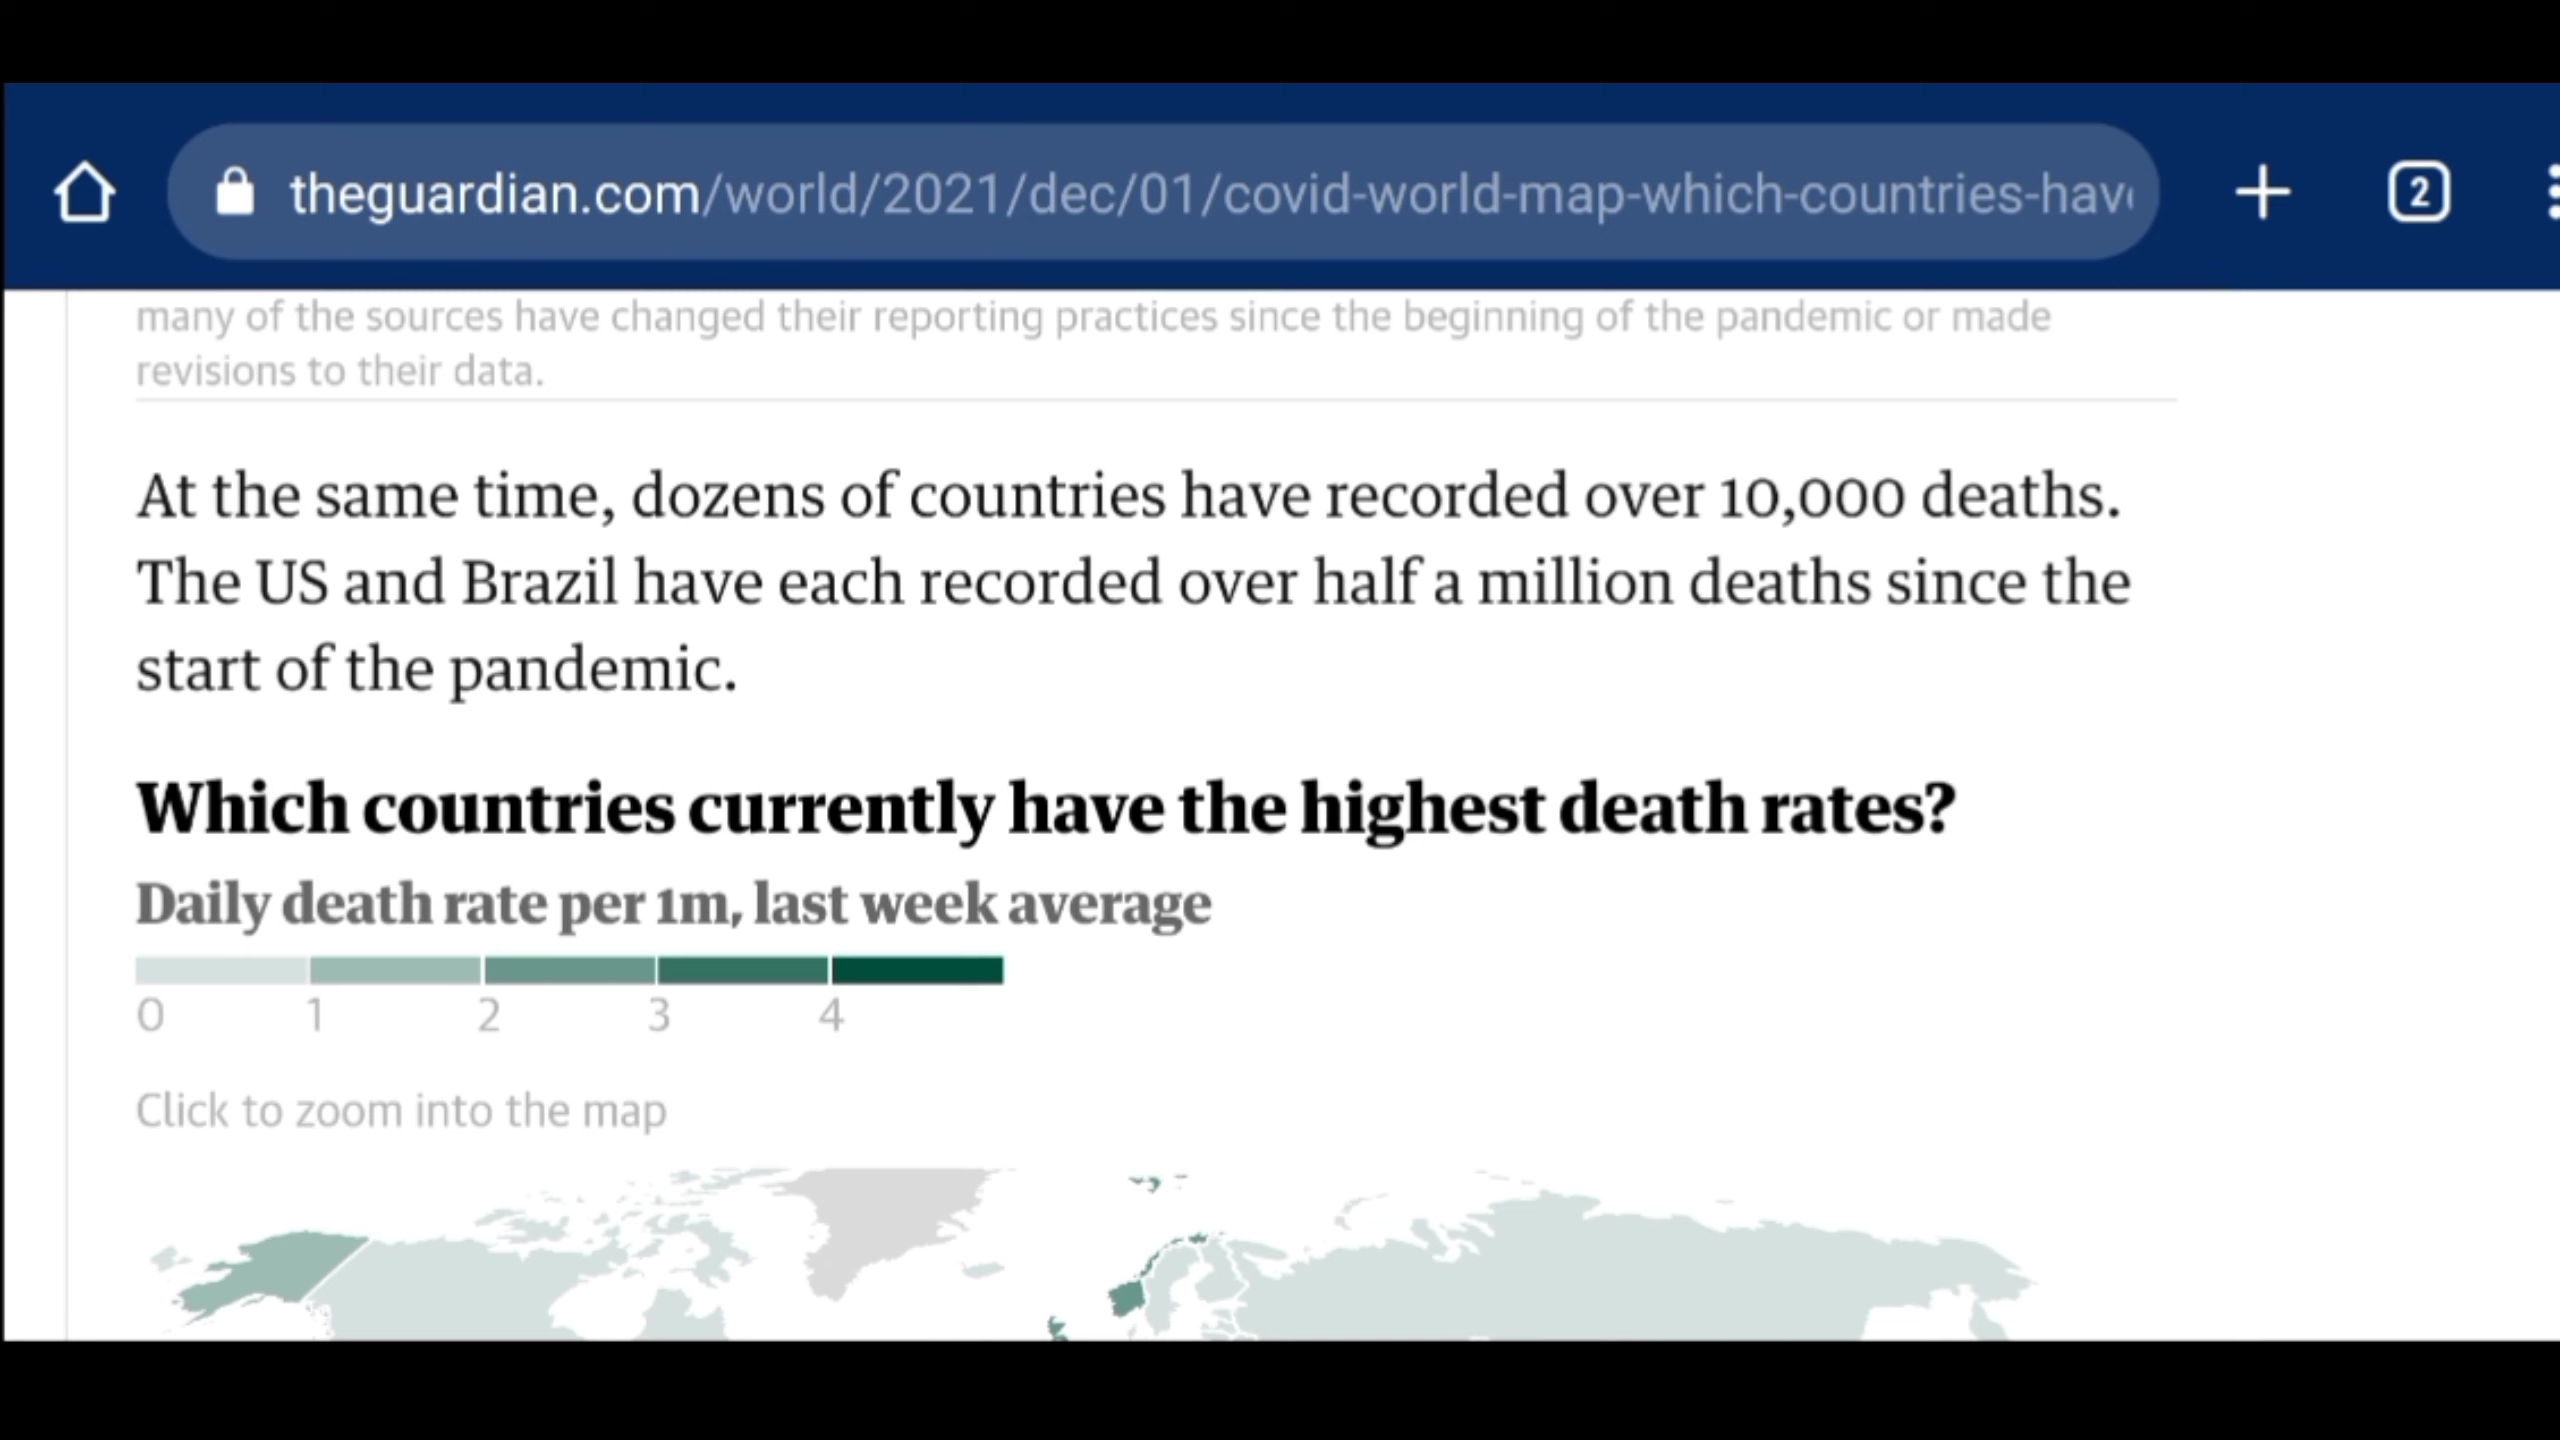 theguardian.com/world/2021/dec/01/covid-world-map-which-countries-hav
2
many of the sources have changed their reporting practices since the beginning of the pandemic or made
revisions to their data.
At the same time, dozens of countries have recorded over 10,000 deaths.
The US and Brazil have each recorded over half a million deaths since the
start of the pandemic.
Which countries currently have the highest death rates?
Daily death rate per 1m, last week average
0 1 2 3 4
Click to zoom into the map